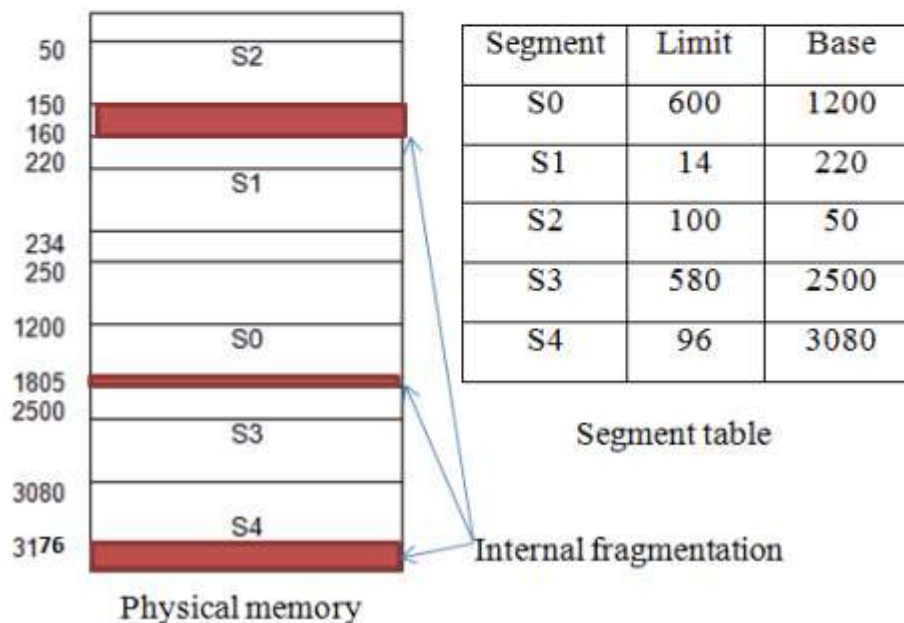 50
S2
150
160
220
S1
234
250
1200
S0
1805
2500
S3
3080
S4
3176
Physical memory
Segment Limit Base
S0 600 1200
S1 14 220
S2 100 50
S3 580 2500
S4 96 3080
Segment table
Internal fragmentation